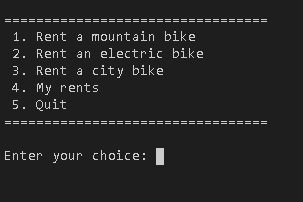 =================================
1. Rent a mountain bike
2. Rent an electric bike
3. Rent a city bike
4. My rents
5. Quit
=================================
Enter your choice: